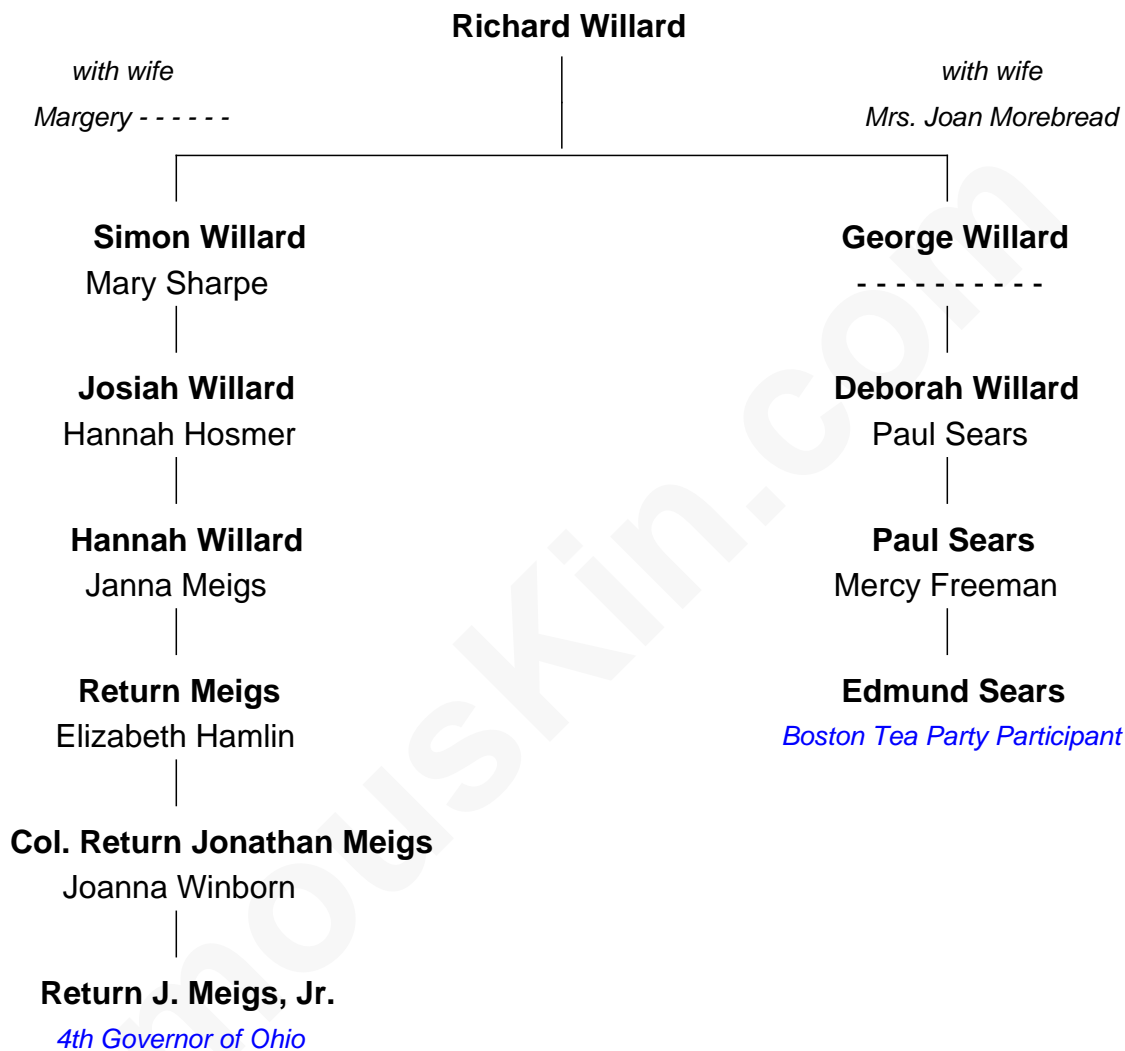 Richard Willard
with wife
Margery - - - - - -
with wife
Mrs. Joan Morebread
Simon Willard
Mary Sharpe
George Willard
- - - - - - - - - -
Josiah Willard
Hannah Hosmer
Deborah Willard
Paul Sears
Hannah Willard
Janna Meigs
Paul Sears
Mercy Freeman
Return Meigs
Elizabeth Hamlin
Edmund Sears
Boston Tea Party Participant
Col. Return Jonathan Meigs
Joanna Winborn
Return J. Meigs, Jr.
4th Governor of Ohio
mouskin.com